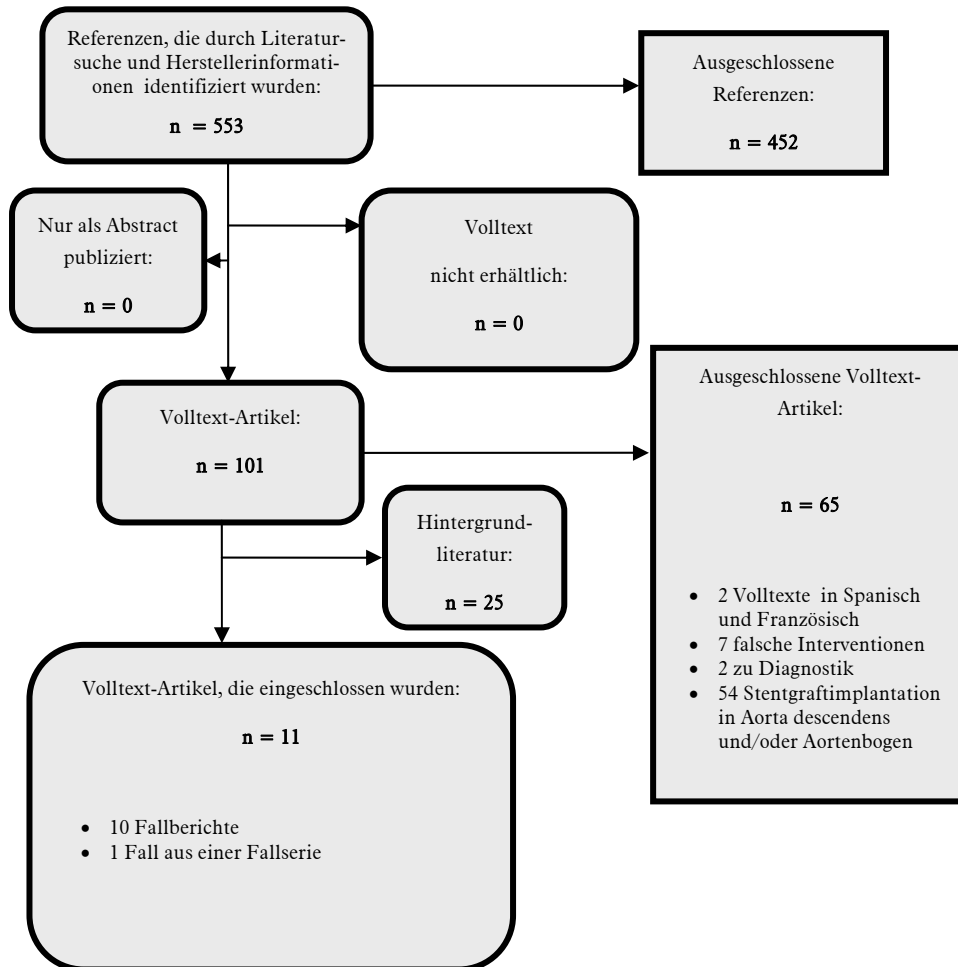 Referenzen, die durch Literatur-
suche und Herstellerinformati-
onen identifiziert wurden:
n = 553
Ausgeschlossene
Referenzen:
n = 452
Nur als Abstract
publiziert:
n = 0
Volltext
nicht erhältlich:
n = 0
Volltext-Artikel:
n = 101
Ausgeschlossene Volltext-
Artikel:
n = 65
• 2 Volltexte in Spanisch
und Französisch
• 7 falsche Interventionen
• 2 zu Diagnostik
• 54 Stentgraftimplantation
in Aorta descendens
und/oder Aortenbogen
Hintergrund-
literatur:
n = 25
Volltext-Artikel, die eingeschlossen wurden:
n = 11
• 10 Fallberichte
• 1 Fall aus einer Fallserie